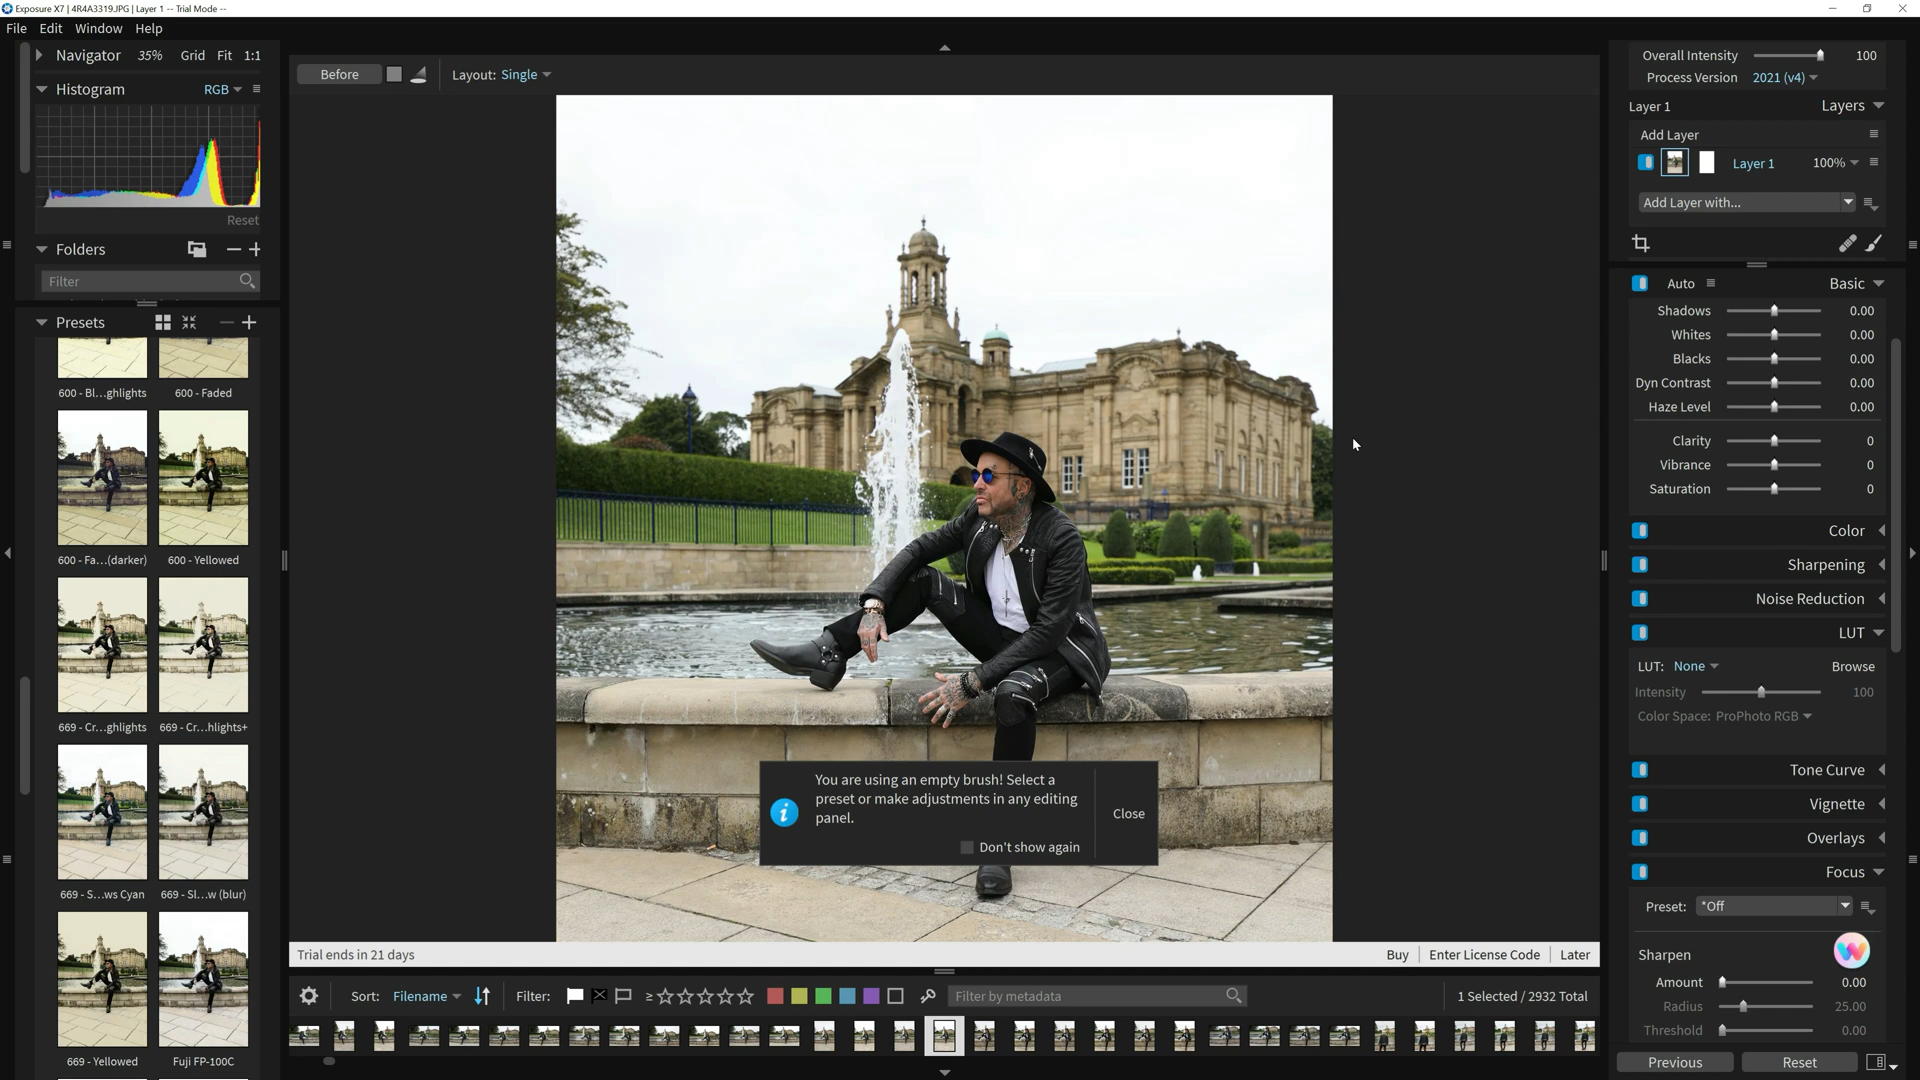 Exposure X7 | 4R4A3319.JPG | Layer 1 -- Trial Mode --
File Edit Window Help
Navigator 35% Grid Fit 1:1
Histogram RGB
Reset
Folders
Filter
Presets
600 - Bl...ghlights 600 - Faded
600 - Fa...(darker) 600 - Yellowed
669 - Cr...ghlights 669 - Cr...hlights+
669 - S...ws Cyan 669 - Sl...w (blur)
669 - Yellowed Fuji FP-100C
Before Layout: Single
You are using an empty brush! Select a
preset or make adjustments in any editing
panel.
Don't show again
Close
Trial ends in 21 days Buy Enter License Code Later
Sort: Filename Filter: ≥ Filter by metadata 1 Selected / 2932 Total
Overall Intensity 100
Process Version 2021 (v4)
Layer 1 Layers
Add Layer
Layer 1 100%
Add Layer with...
Auto Basic
Shadows 0.00
Whites 0.00
Blacks 0.00
Dyn Contrast 0.00
Haze Level 0.00
Clarity 0
Vibrance 0
Saturation 0
Color
Sharpening
Noise Reduction
LUT
LUT: None Browse
Intensity 100
Color Space: ProPhoto RGB
Tone Curve
Vignette
Overlays
Focus
Preset: *Off
Sharpen
Amount 0.00
Radius 25.00
Threshold 0.00
Previous Reset